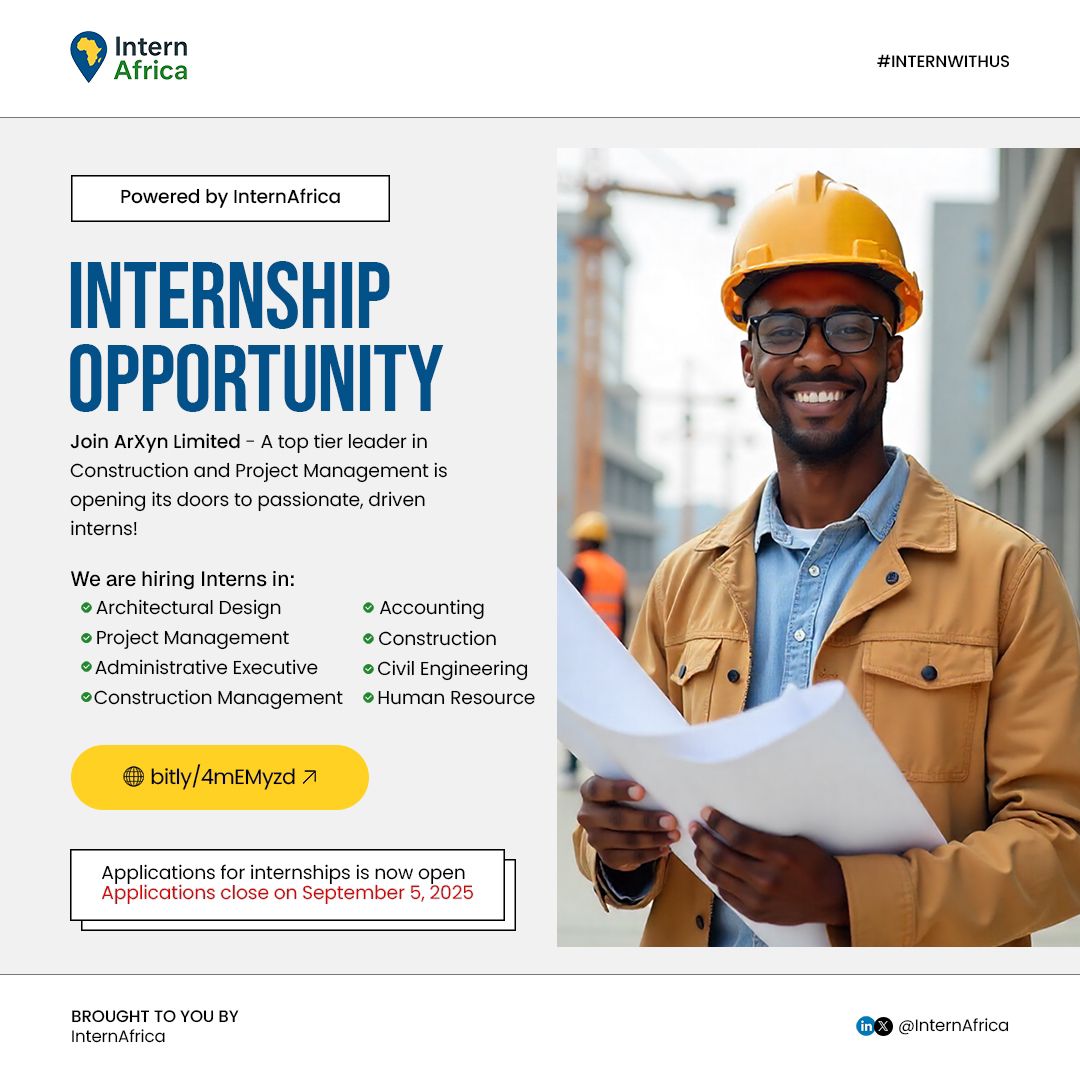 Intern
Africa
#INTERNWITHUS
Powered by InternAfrica
INTERNSHIP
OPPORTUNITY
Join ArXyn Limited - A top tier leader in
Construction and Project Management is
opening its doors to passionate, driven
interns!
We are hiring Interns in:
Architectural Design
Project Management
Administrative Executive
Construction Management
Accounting
Construction
Civil Engineering
Human Resource
bitly/4mEMyzd
Applications for internships is now open
Applications close on September 5, 2025
BROUGHT TO YOU BY
InternAfrica
in X @InternAfrica